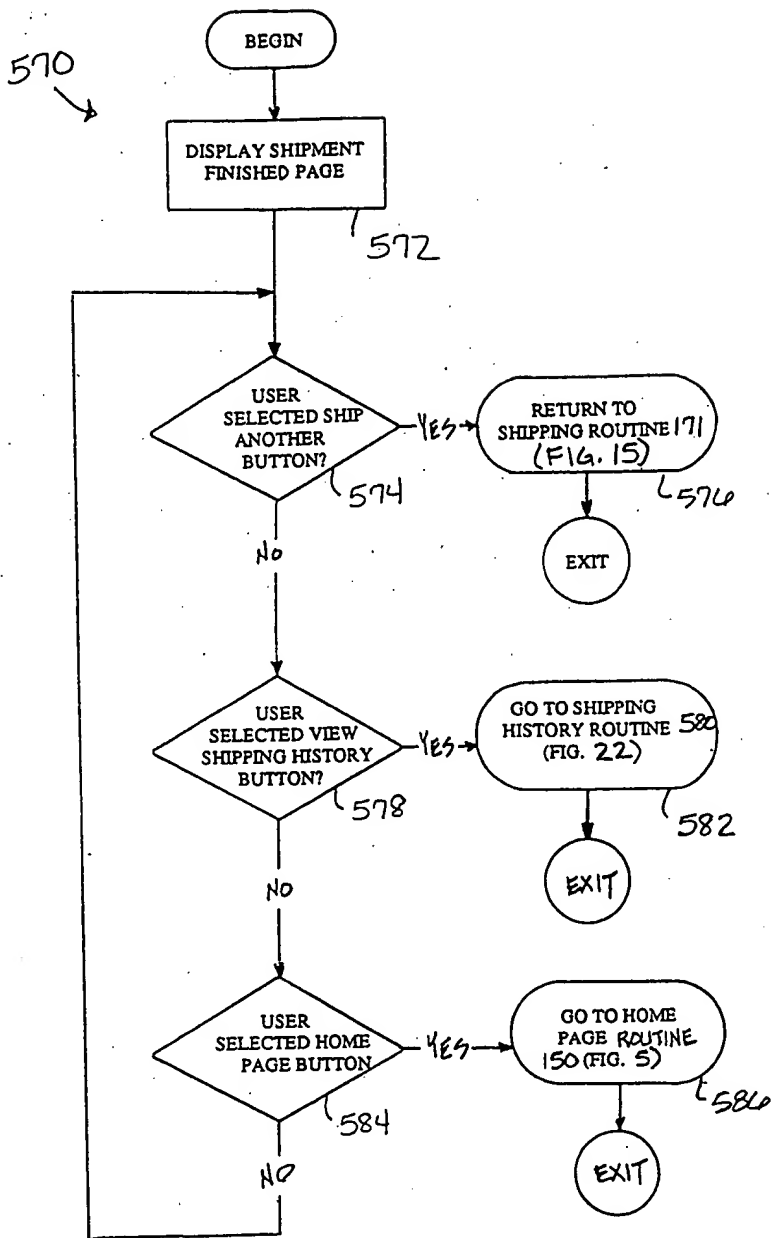 BEGIN
570
DISPLAY SHIPMENT
FINISHED PAGE
572
USER
SELECTED SHIP
ANOTHER
BUTTON?
574
YES
RETURN TO
SHIPPING ROUTINE 171
(FIG. 15)
576
EXIT
NO
USER
SELECTED VIEW
SHIPPING HISTORY
BUTTON?
578
YES
GO TO SHIPPING
HISTORY ROUTINE 580
(FIG. 22)
582
EXIT
NO
USER
SELECTED HOME
PAGE BUTTON
584
YES
GO TO HOME
PAGE ROUTINE
150 (FIG. 5)
586
EXIT
NO